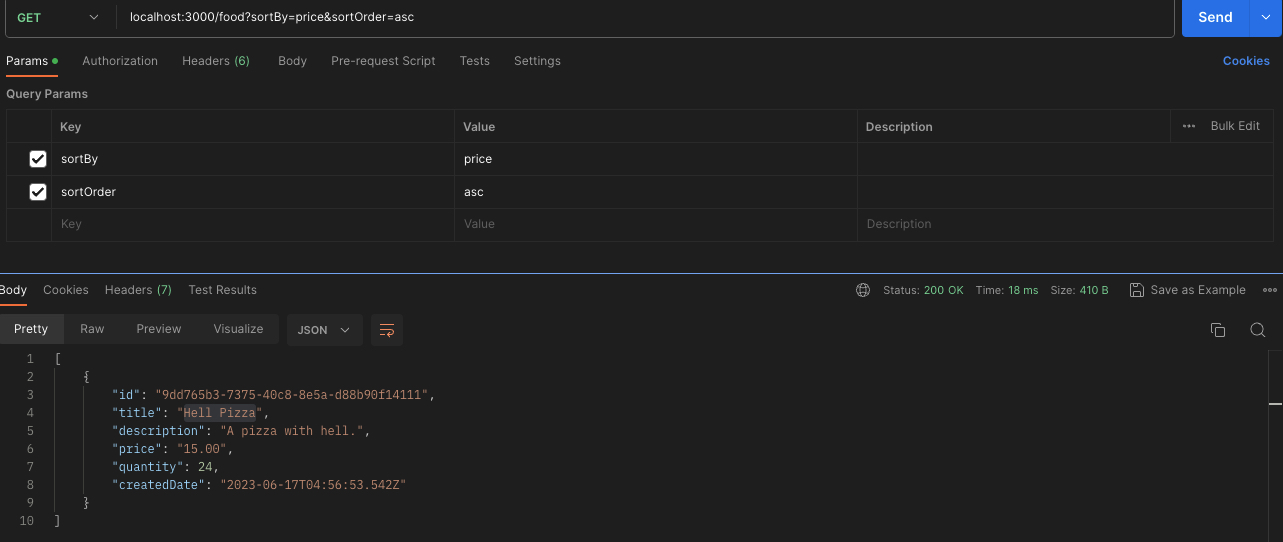 GET localhost:3000/food?sortBy=price&sortOrder=asc Send
Params Authorization Headers (6) Body Pre-request Script Tests Settings Cookies
Query Params
Key Value Description ••• Bulk Edit
sortBy price
sortOrder asc
Key Value Description
Body Cookies Headers (7) Test Results Status: 200 OK Time: 18 ms Size: 410 B Save as Example •••
Pretty Raw Preview Visualize JSON
1 [
2 {
3 "id": "9dd765b3-7375-40c8-8e5a-d88b90f14111",
4 "title": "Hell Pizza",
5 "description": "A pizza with hell.",
6 "price": "15.00",
7 "quantity": 24,
8 "createdDate": "2023-06-17T04:56:53.542Z"
9 }
10 ]